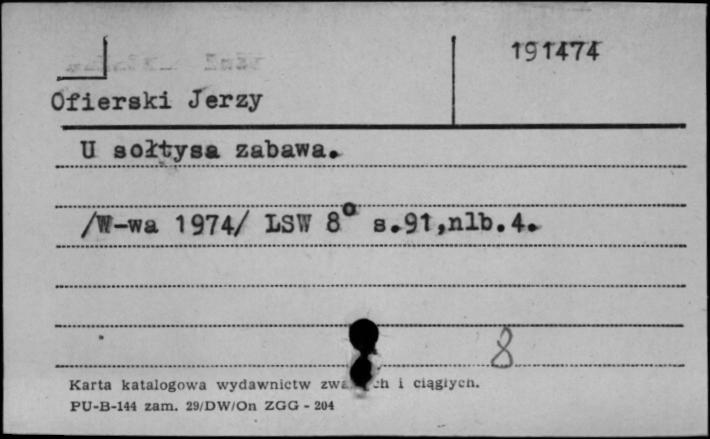 191474
Ofierski Jerzy
U sołtysa zabawa.
/W-wa 1974/ LSW 8° s.91,nlb.4.
8
Karta katalogowa wydawnictw i ciągłych.
PU-B-144 zam. 29/DW/On ZGG - 204